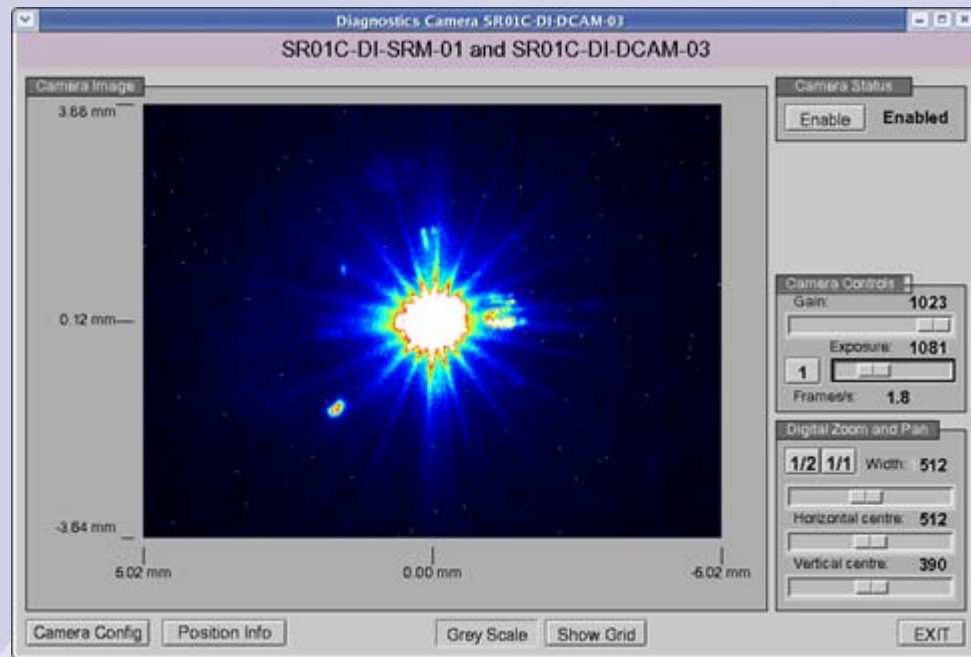 Diagnostics Camera SR01C-DI-DCAM-03
SR01C-DI-SRM-01 and SR01C-DI-DCAM-03
Camera Image
3.88 mm
0.12 mm
-3.64 mm
5.02 mm
0.00 mm
-5.02 mm
Camera Status
Enable Enabled
Camera Controls
Gain: 1023
Exposure: 1081
1
Frames/s: 1.8
Digital Zoom and Pan
1/2 1/1 Width: 512
Horizontal centre: 512
Vertical centre: 390
Camera Config Position Info Grey Scale Show Grid EXIT